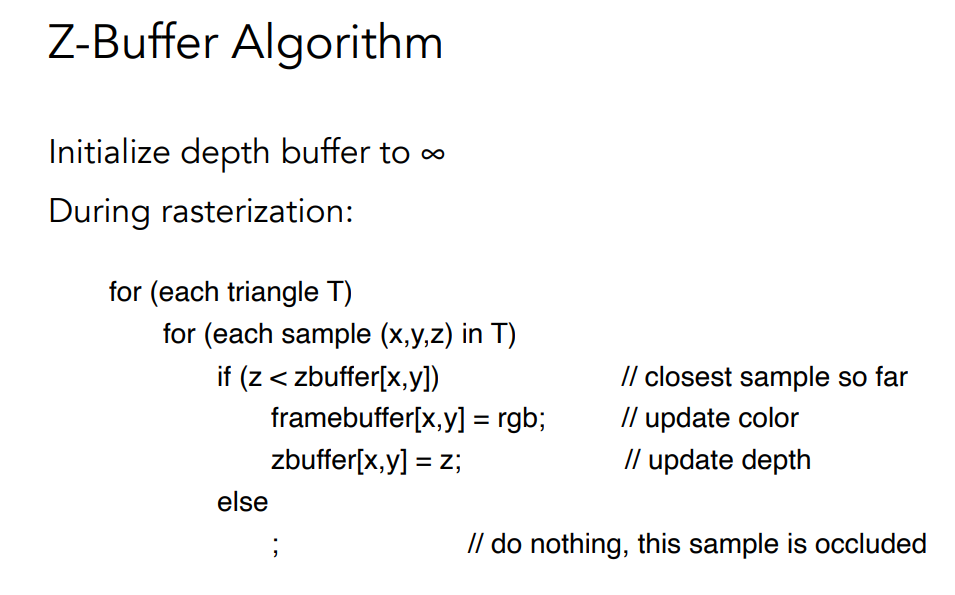 Z-Buffer Algorithm
Initialize depth buffer to ∞
During rasterization:
for (each triangle T)
for (each sample (x,y,z) in T)
if (z < zbuffer[x,y]) // closest sample so far
framebuffer[x,y] = rgb; // update color
zbuffer[x,y] = z; // update depth
else
; // do nothing, this sample is occluded